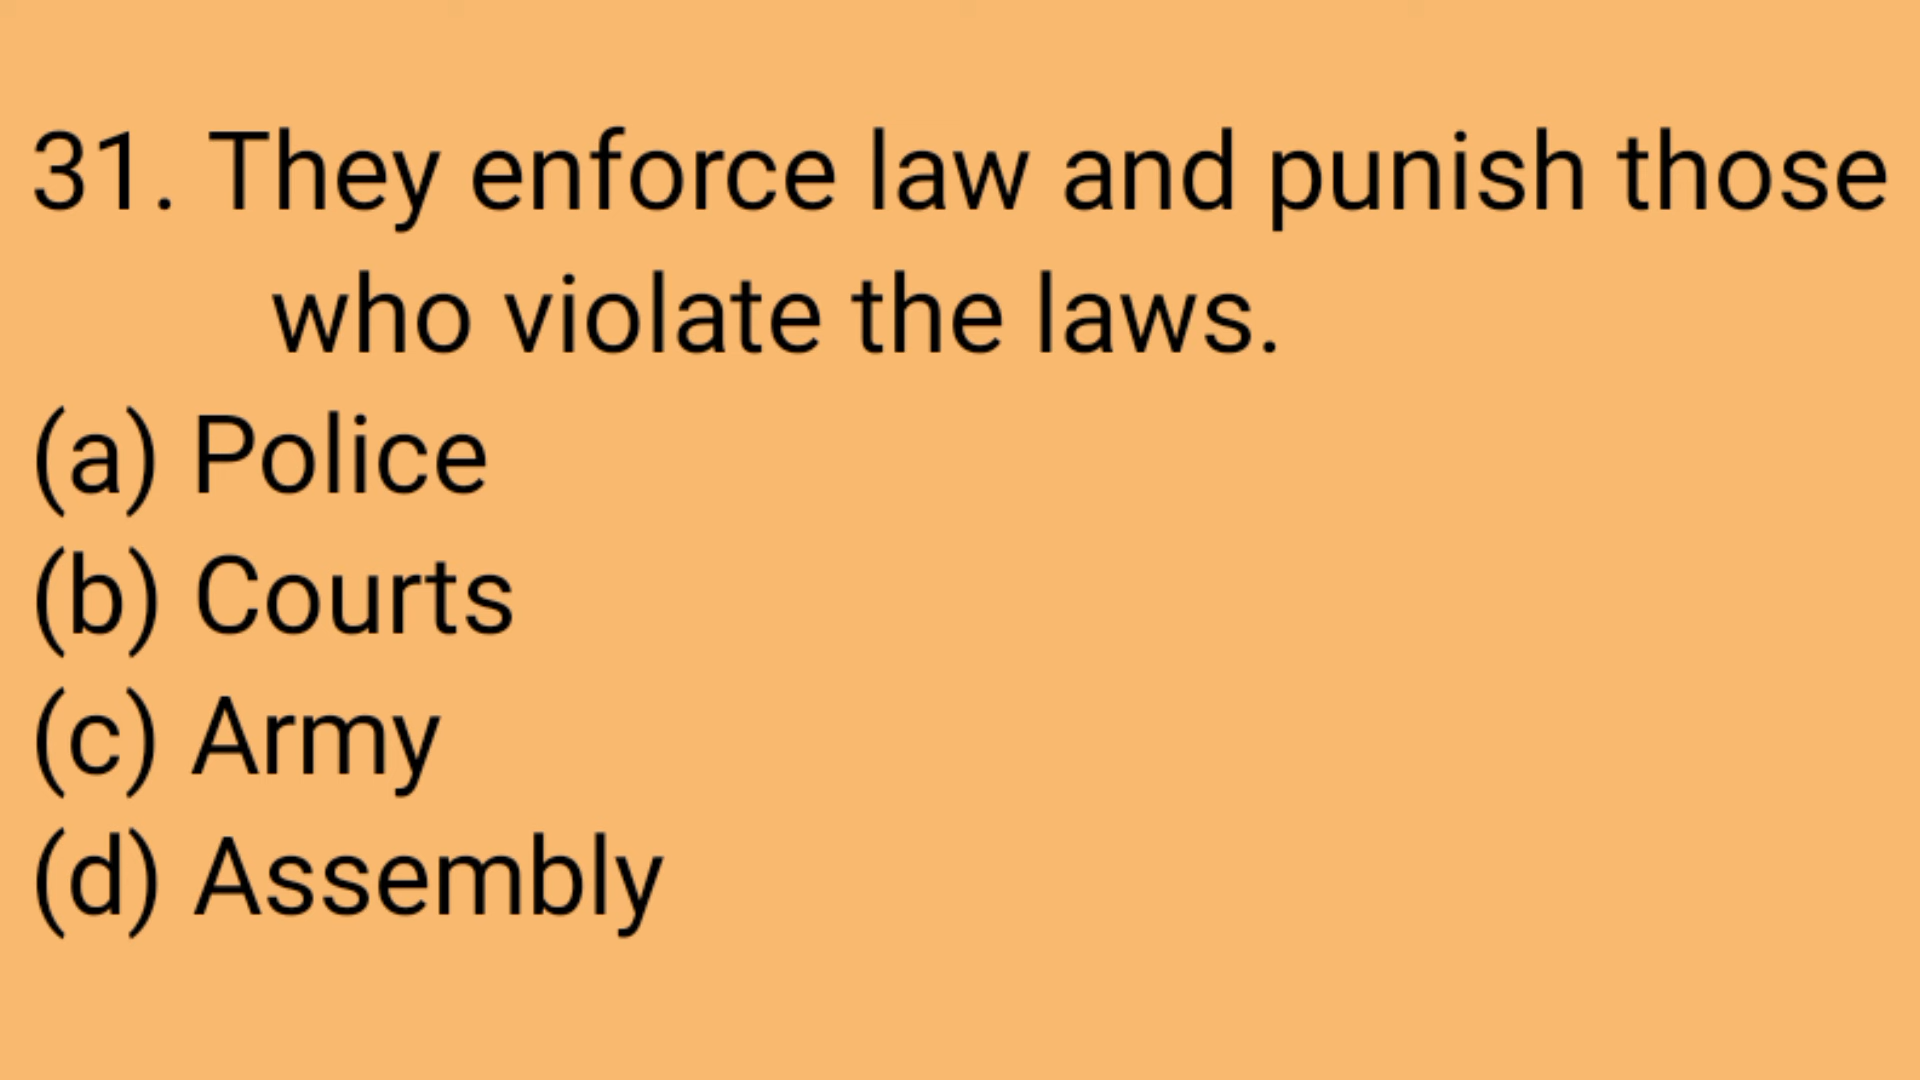 31. They enforce law and punish those
who violate the laws.
(a) Police
(b) Courts
(c) Army
(d) Assembly